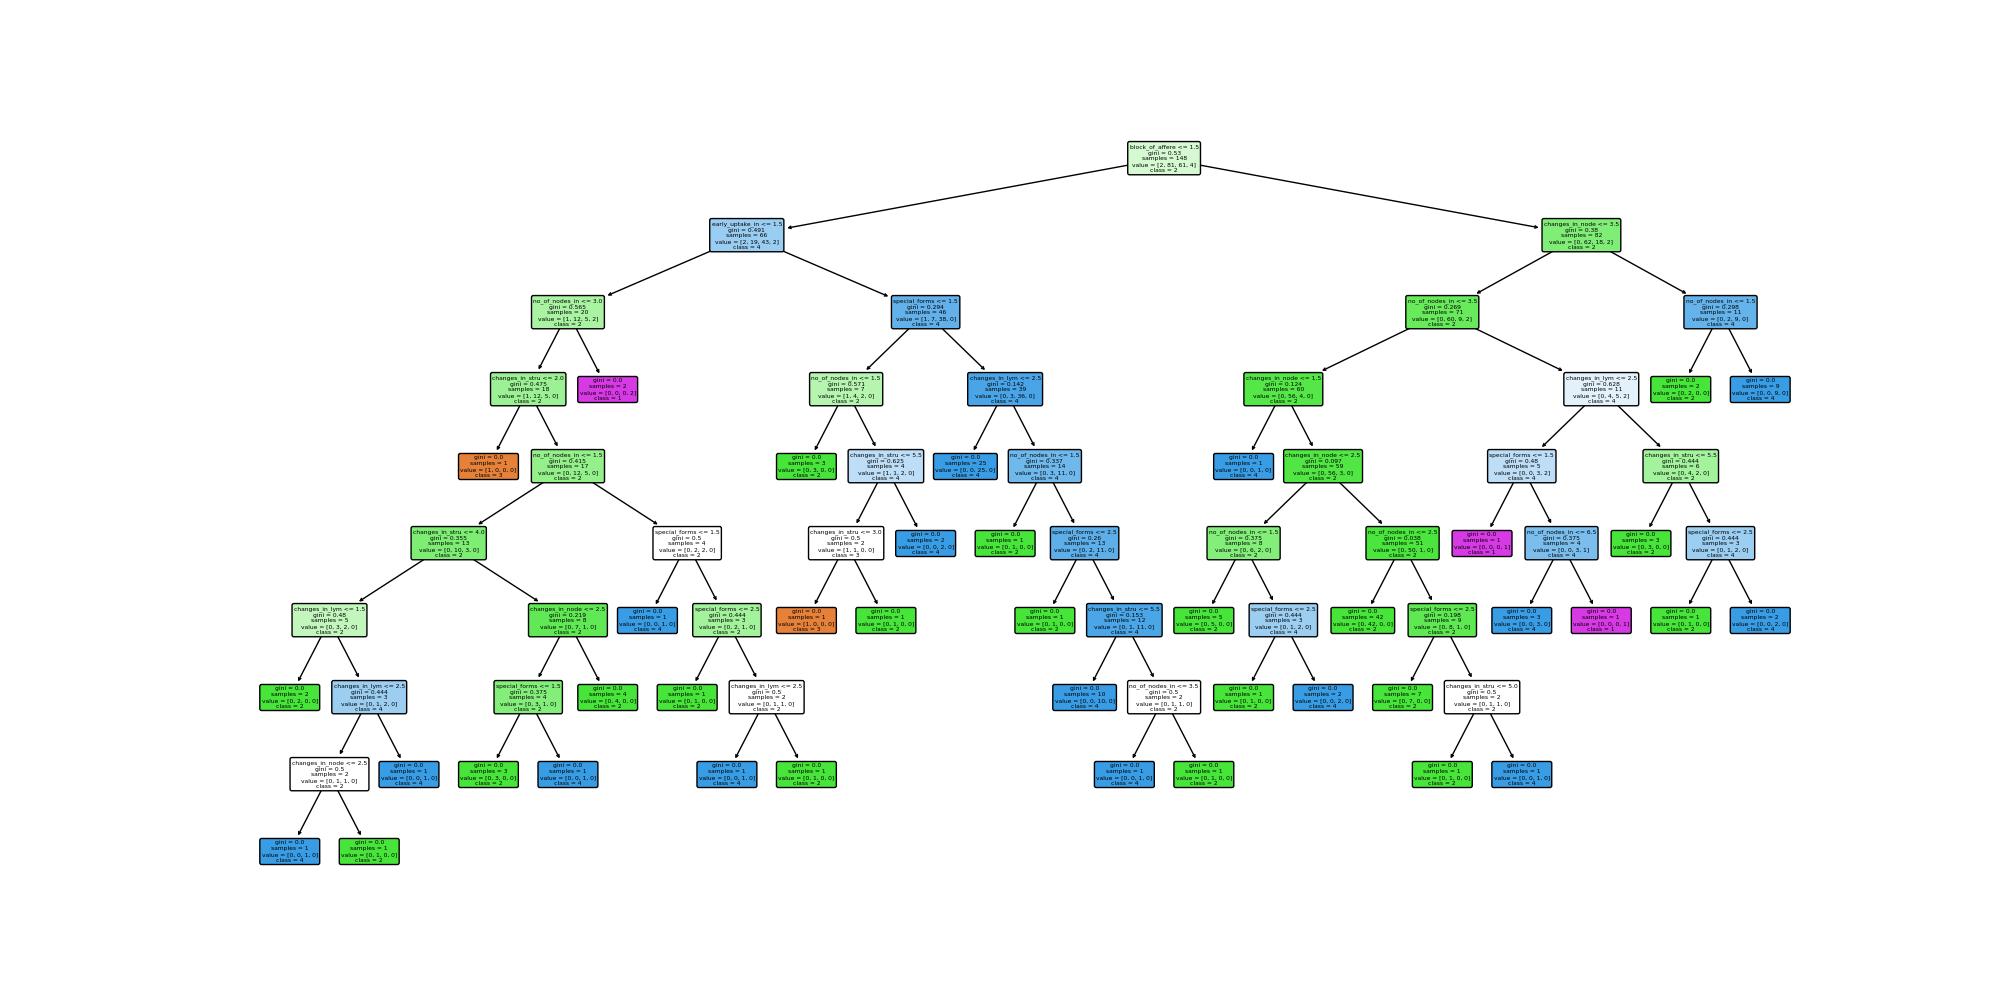 block_of_affere <= 1.5
gini = 0.53
samples = 148
value = [2, 81, 61, 4]
class = 2
early_uptake_in <= 1.5
gini = 0.491
samples = 66
value = [2, 19, 43, 2]
class = 4
changes_in_node <= 3.5
gini = 0.38
samples = 82
value = [0, 62, 18, 2]
class = 2
no_of_nodes_in <= 3.0
gini = 0.565
samples = 20
value = [1, 12, 5, 2]
class = 2
special_forms <= 1.5
gini = 0.294
samples = 46
value = [1, 7, 38, 0]
class = 4
no_of_nodes_in <= 3.5
gini = 0.269
samples = 71
value = [0, 60, 9, 2]
class = 2
no_of_nodes_in <= 1.5
gini = 0.298
samples = 11
value = [0, 2, 9, 0]
class = 4
changes_in_stru <= 2.0
gini = 0.475
samples = 18
value = [1, 12, 5, 0]
class = 2
gini = 0.0
samples = 2
value = [0, 0, 0, 2]
class = 1
no_of_nodes_in <= 1.5
gini = 0.571
samples = 7
value = [1, 4, 2, 0]
class = 2
changes_in_lym <= 2.5
gini = 0.142
samples = 39
value = [0, 3, 36, 0]
class = 4
changes_in_node <= 1.5
gini = 0.124
samples = 60
value = [0, 56, 4, 0]
class = 2
changes_in_lym <= 2.5
gini = 0.628
samples = 11
value = [0, 4, 5, 2]
class = 4
gini = 0.0
samples = 2
value = [0, 2, 0, 0]
class = 2
gini = 0.0
samples = 9
value = [0, 0, 9, 0]
class = 4
gini = 0.0
samples = 1
value = [1, 0, 0, 0]
class = 3
no_of_nodes_in <= 1.5
gini = 0.415
samples = 17
value = [0, 12, 5, 0]
class = 2
gini = 0.0
samples = 3
value = [0, 3, 0, 0]
class = 2
changes_in_stru <= 5.5
gini = 0.625
samples = 4
value = [1, 1, 2, 0]
class = 4
gini = 0.0
samples = 25
value = [0, 0, 25, 0]
class = 4
no_of_nodes_in <= 1.5
gini = 0.337
samples = 14
value = [0, 3, 11, 0]
class = 4
gini = 0.0
samples = 1
value = [0, 0, 1, 0]
class = 4
changes_in_node <= 2.5
gini = 0.097
samples = 59
value = [0, 56, 3, 0]
class = 2
special_forms <= 1.5
gini = 0.48
samples = 5
value = [0, 0, 3, 2]
class = 4
changes_in_stru <= 5.5
gini = 0.444
samples = 6
value = [0, 4, 2, 0]
class = 2
changes_in_stru <= 4.0
gini = 0.355
samples = 13
value = [0, 10, 3, 0]
class = 2
special_forms <= 1.5
gini = 0.5
samples = 4
value = [0, 2, 2, 0]
class = 2
changes_in_stru <= 3.0
gini = 0.5
samples = 2
value = [1, 1, 0, 0]
class = 3
gini = 0.0
samples = 2
value = [0, 0, 2, 0]
class = 4
gini = 0.0
samples = 1
value = [0, 1, 0, 0]
class = 2
special_forms <= 2.5
gini = 0.26
samples = 13
value = [0, 2, 11, 0]
class = 4
no_of_nodes_in <= 1.5
gini = 0.375
samples = 8
value = [0, 6, 2, 0]
class = 2
no_of_nodes_in <= 2.5
gini = 0.038
samples = 51
value = [0, 50, 1, 0]
class = 2
gini = 0.0
samples = 1
value = [0, 0, 0, 1]
class = 1
no_of_nodes_in <= 6.5
gini = 0.375
samples = 4
value = [0, 0, 3, 1]
class = 4
gini = 0.0
samples = 3
value = [0, 3, 0, 0]
class = 2
special_forms <= 2.5
gini = 0.444
samples = 3
value = [0, 1, 2, 0]
class = 4
changes_in_lym <= 1.5
gini = 0.48
samples = 5
value = [0, 3, 2, 0]
class = 2
changes_in_node <= 2.5
gini = 0.219
samples = 8
value = [0, 7, 1, 0]
class = 2
gini = 0.0
samples = 1
value = [0, 0, 1, 0]
class = 4
special_forms <= 2.5
gini = 0.444
samples = 3
value = [0, 2, 1, 0]
class = 2
gini = 0.0
samples = 1
value = [1, 0, 0, 0]
class = 3
gini = 0.0
samples = 1
value = [0, 1, 0, 0]
class = 2
gini = 0.0
samples = 1
value = [0, 1, 0, 0]
class = 2
changes_in_stru <= 5.5
gini = 0.153
samples = 12
value = [0, 1, 11, 0]
class = 4
gini = 0.0
samples = 5
value = [0, 5, 0, 0]
class = 2
special_forms <= 2.5
gini = 0.444
samples = 3
value = [0, 1, 2, 0]
class = 4
gini = 0.0
samples = 42
value = [0, 42, 0, 0]
class = 2
special_forms <= 2.5
gini = 0.198
samples = 9
value = [0, 8, 1, 0]
class = 2
gini = 0.0
samples = 3
value = [0, 0, 3, 0]
class = 4
gini = 0.0
samples = 1
value = [0, 0, 0, 1]
class = 1
gini = 0.0
samples = 1
value = [0, 1, 0, 0]
class = 2
gini = 0.0
samples = 2
value = [0, 0, 2, 0]
class = 4
gini = 0.0
samples = 2
value = [0, 2, 0, 0]
class = 2
changes_in_lym <= 2.5
gini = 0.444
samples = 3
value = [0, 1, 2, 0]
class = 4
special_forms <= 1.5
gini = 0.375
samples = 4
value = [0, 3, 1, 0]
class = 2
gini = 0.0
samples = 4
value = [0, 4, 0, 0]
class = 2
gini = 0.0
samples = 1
value = [0, 1, 0, 0]
class = 2
changes_in_lym <= 2.5
gini = 0.5
samples = 2
value = [0, 1, 1, 0]
class = 2
gini = 0.0
samples = 10
value = [0, 0, 10, 0]
class = 4
no_of_nodes_in <= 3.5
gini = 0.5
samples = 2
value = [0, 1, 1, 0]
class = 2
gini = 0.0
samples = 1
value = [0, 1, 0, 0]
class = 2
gini = 0.0
samples = 2
value = [0, 0, 2, 0]
class = 4
gini = 0.0
samples = 7
value = [0, 7, 0, 0]
class = 2
changes_in_stru <= 5.0
gini = 0.5
samples = 2
value = [0, 1, 1, 0]
class = 2
changes_in_node <= 2.5
gini = 0.5
samples = 2
value = [0, 1, 1, 0]
class = 2
gini = 0.0
samples = 1
value = [0, 0, 1, 0]
class = 4
gini = 0.0
samples = 3
value = [0, 3, 0, 0]
class = 2
gini = 0.0
samples = 1
value = [0, 0, 1, 0]
class = 4
gini = 0.0
samples = 1
value = [0, 0, 1, 0]
class = 4
gini = 0.0
samples = 1
value = [0, 1, 0, 0]
class = 2
gini = 0.0
samples = 1
value = [0, 0, 1, 0]
class = 4
gini = 0.0
samples = 1
value = [0, 1, 0, 0]
class = 2
gini = 0.0
samples = 1
value = [0, 1, 0, 0]
class = 2
gini = 0.0
samples = 1
value = [0, 0, 1, 0]
class = 4
gini = 0.0
samples = 1
value = [0, 0, 1, 0]
class = 4
gini = 0.0
samples = 1
value = [0, 1, 0, 0]
class = 2